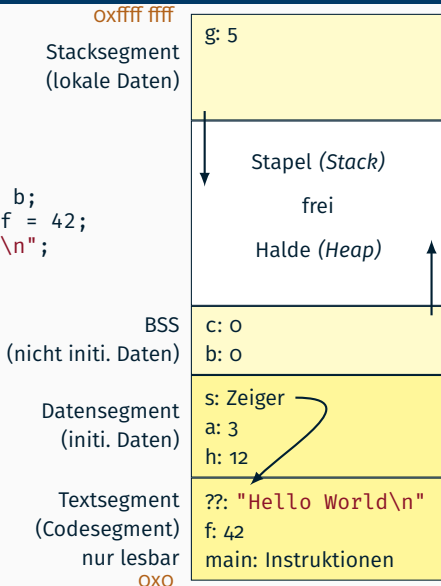 0xffff ffff
Stacksegment
(lokale Daten)
g: 5
Stapel (Stack)
frei
Halde (Heap)
b;
f = 42;
\n";
BSS
(nicht initi. Daten)
c: 0
b: 0
Datensegment
(initi. Daten)
s: Zeiger
a: 3
h: 12
Textsegment
(Codesegment)
nur lesbar
??: "Hello World\n"
f: 42
main: Instruktionen
0x0